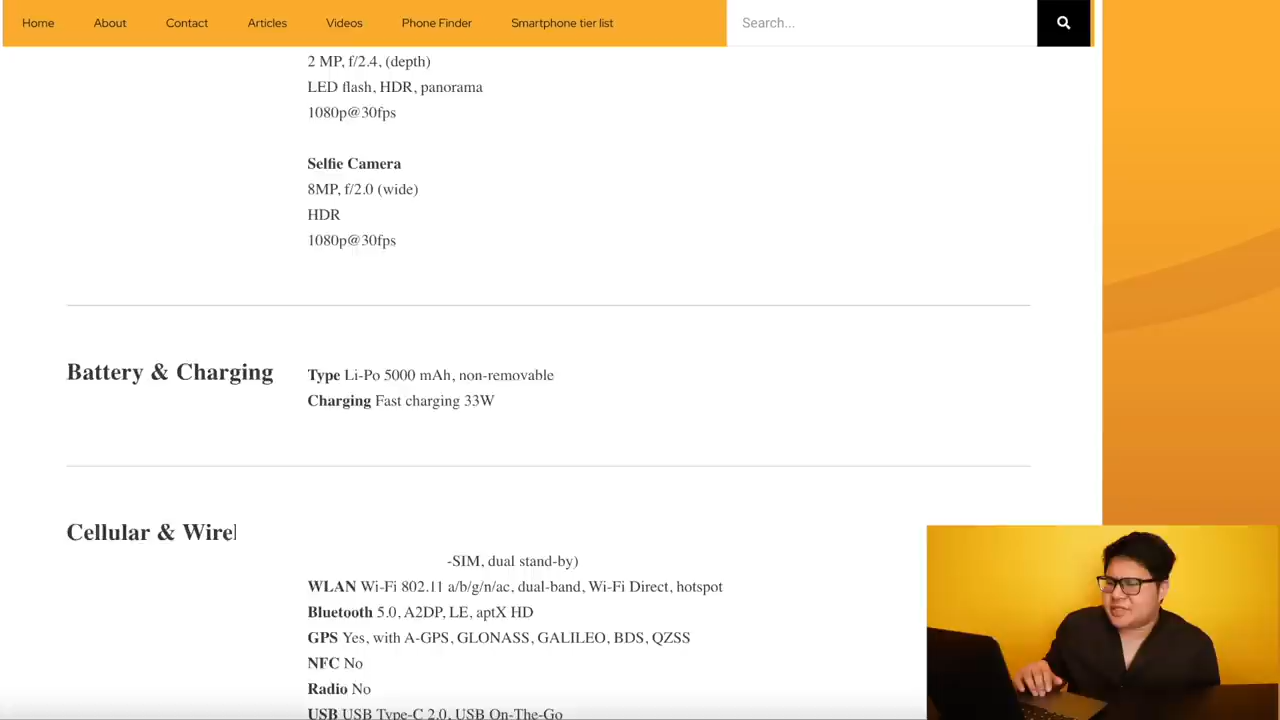 Home About Contact Articles Videos Phone Finder Smartphone tier list Search...
2 MP, f/2.4, (depth)
LED flash, HDR, panorama
1080p@30fps
Selfie Camera
8MP, f/2.0 (wide)
HDR
1080p@30fps
Battery & Charging
Type Li-Po 5000 mAh, non-removable
Charging Fast charging 33W
Cellular & Wirel
-SIM, dual stand-by)
WLAN Wi-Fi 802.11 a/b/g/n/ac, dual-band, Wi-Fi Direct, hotspot
Bluetooth 5.0, A2DP, LE, aptX HD
GPS Yes, with A-GPS, GLONASS, GALILEO, BDS, QZSS
NFC No
Radio No
USB USB Type-C 2.0, USB On-The-Go